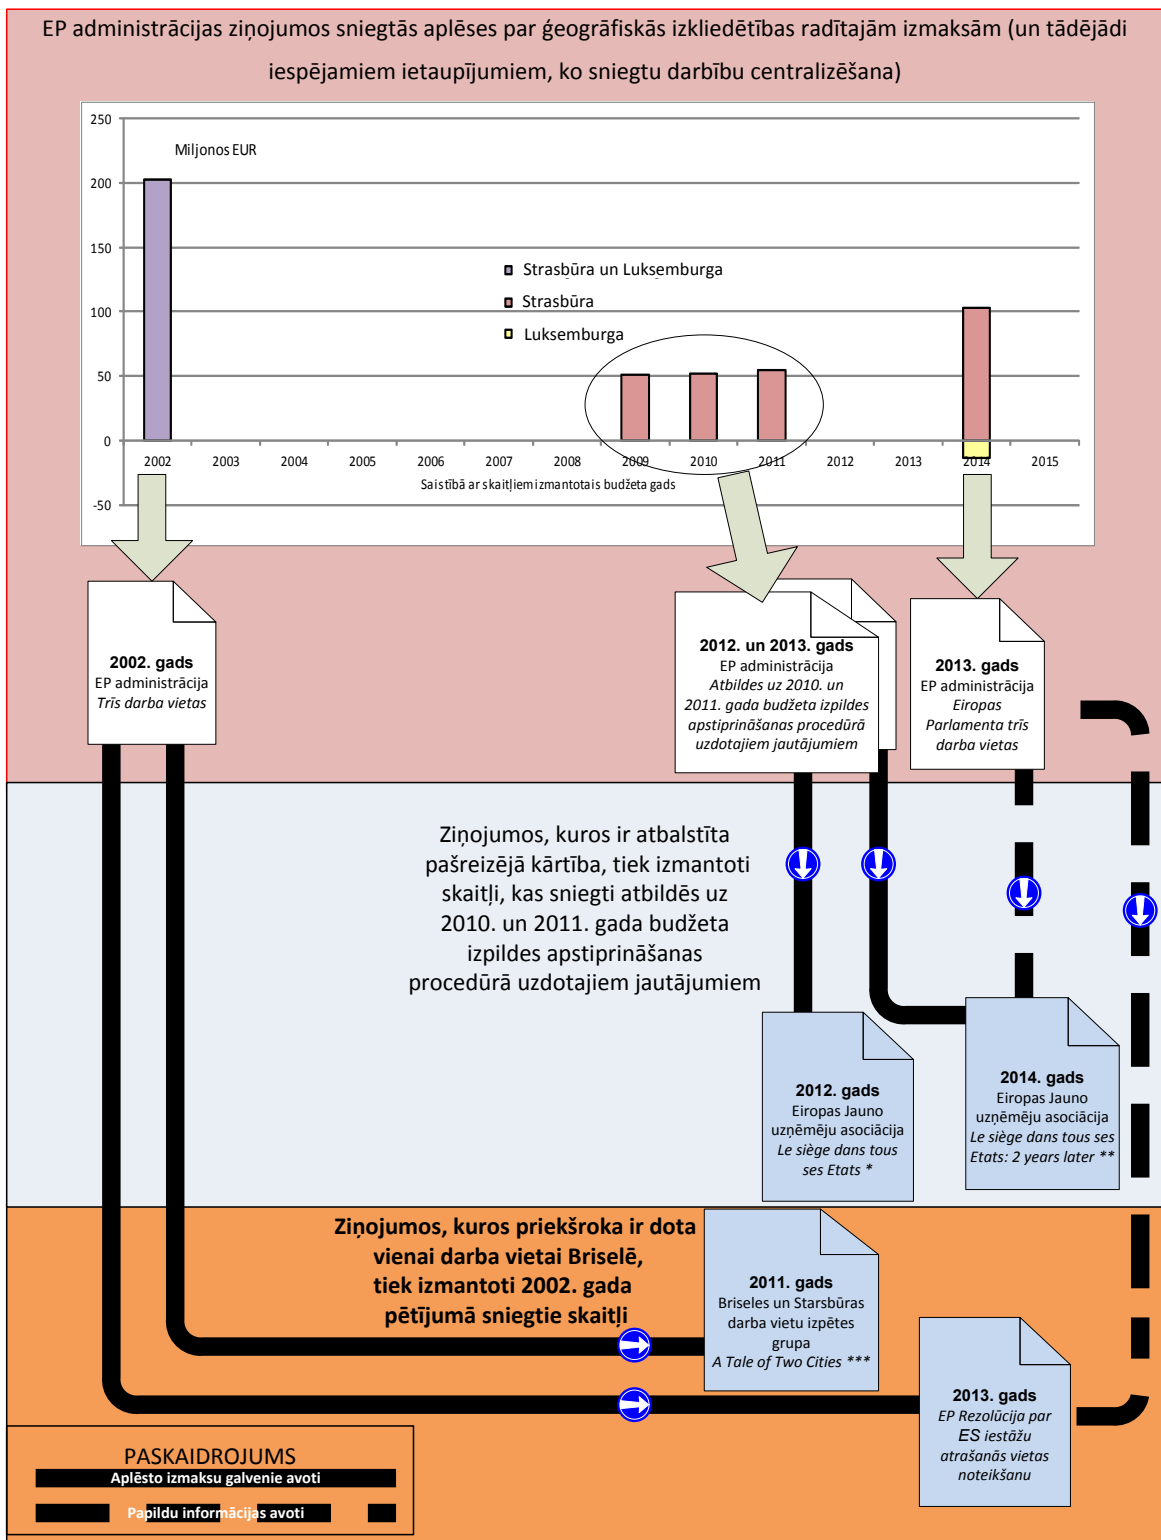 EP administrācijas ziņojumos sniegtās aplēses par ģeogrāfiskās izkliedētības radītajām izmaksām (un tādējādi
iespējamiem ietaupījumiem, ko sniegtu darbību centralizēšana)
250
200
150
100
50
0
-50
Miljonos EUR
Strasbūra un Luksemburga
Strasbūra
Luksemburga
2002 2003 2004 2005 2006 2007 2008 2009 2010 2011 2012 2013 2014 2015
Saistībā ar skaitļiem izmantotais budžeta gads
2002. gads
EP administrācija
Trīs darba vietas
2012. un 2013. gads
EP administrācija
Atbildes uz 2010. un
2011. gada budžeta izpildes
apstiprināšanas procedūrā
uzdotajiem jautājumiem
2013. gads
EP administrācija
Eiropas
Parlamenta trīs
darba vietas
Ziņojumos, kuros ir atbalstīta
pašreizējā kārtība, tiek izmantoti
skaitļi, kas sniegti atbildēs uz
2010. un 2011. gada budžeta
izpildes apstiprināšanas
procedūrā uzdotajiem jautājumiem
2012. gads
Eiropas Jauno
uzņēmēju asociācija
Le siège dans tous
ses Etats *
2014. gads
Eiropas Jauno
uzņēmēju asociācija
Le siège dans tous ses
Etats: 2 years later **
Ziņojumos, kuros priekšroka ir dota
vienai darba vietai Briselē,
tiek izmantoti 2002. gada
pētījumā sniegtie skaitļi
2011. gads
Briseles un Starsbūras
darba vietu izpētes
grupa
A Tale of Two Cities ***
2013. gads
EP Rezolūcija par
ES iestāžu
atrašanās vietas
noteikšanu
PASKAIDROJUMS
Aplēsto izmaksu galvenie avoti
Papildu informācijas avoti